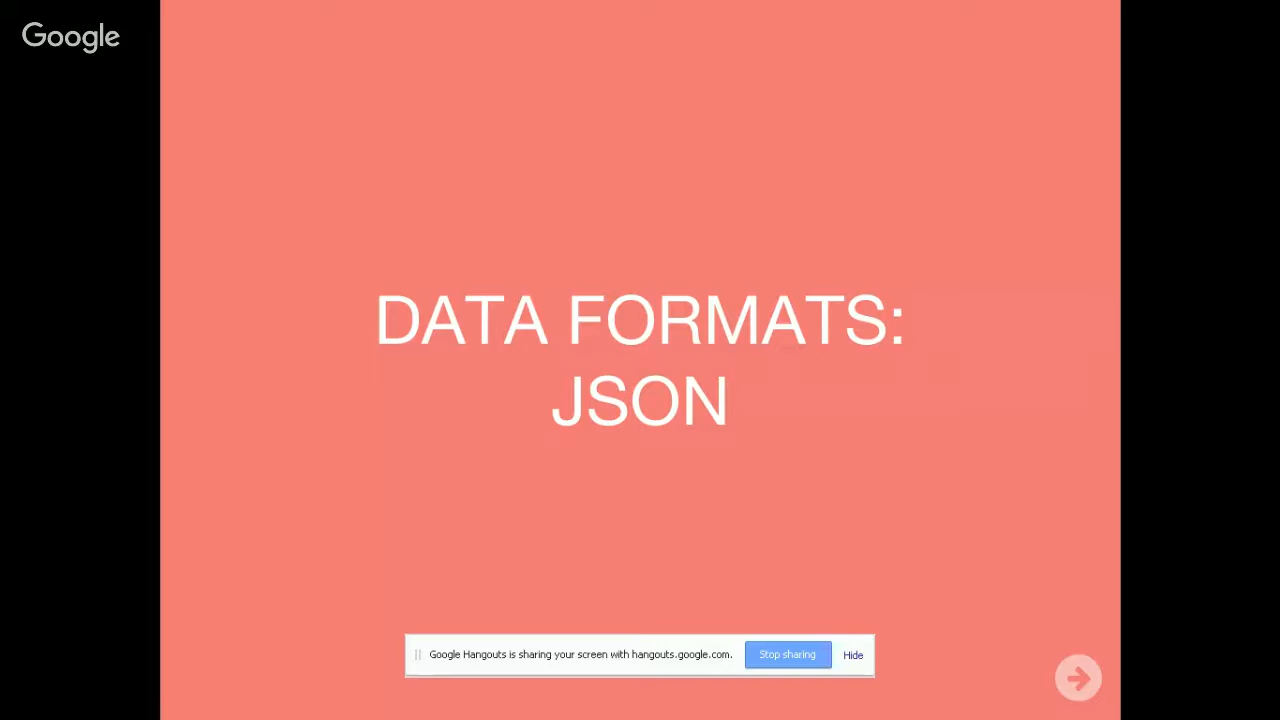 Google
DATA FORMATS:
JSON
Google Hangouts is sharing your screen with hangouts.google.com. Stop sharing Hide